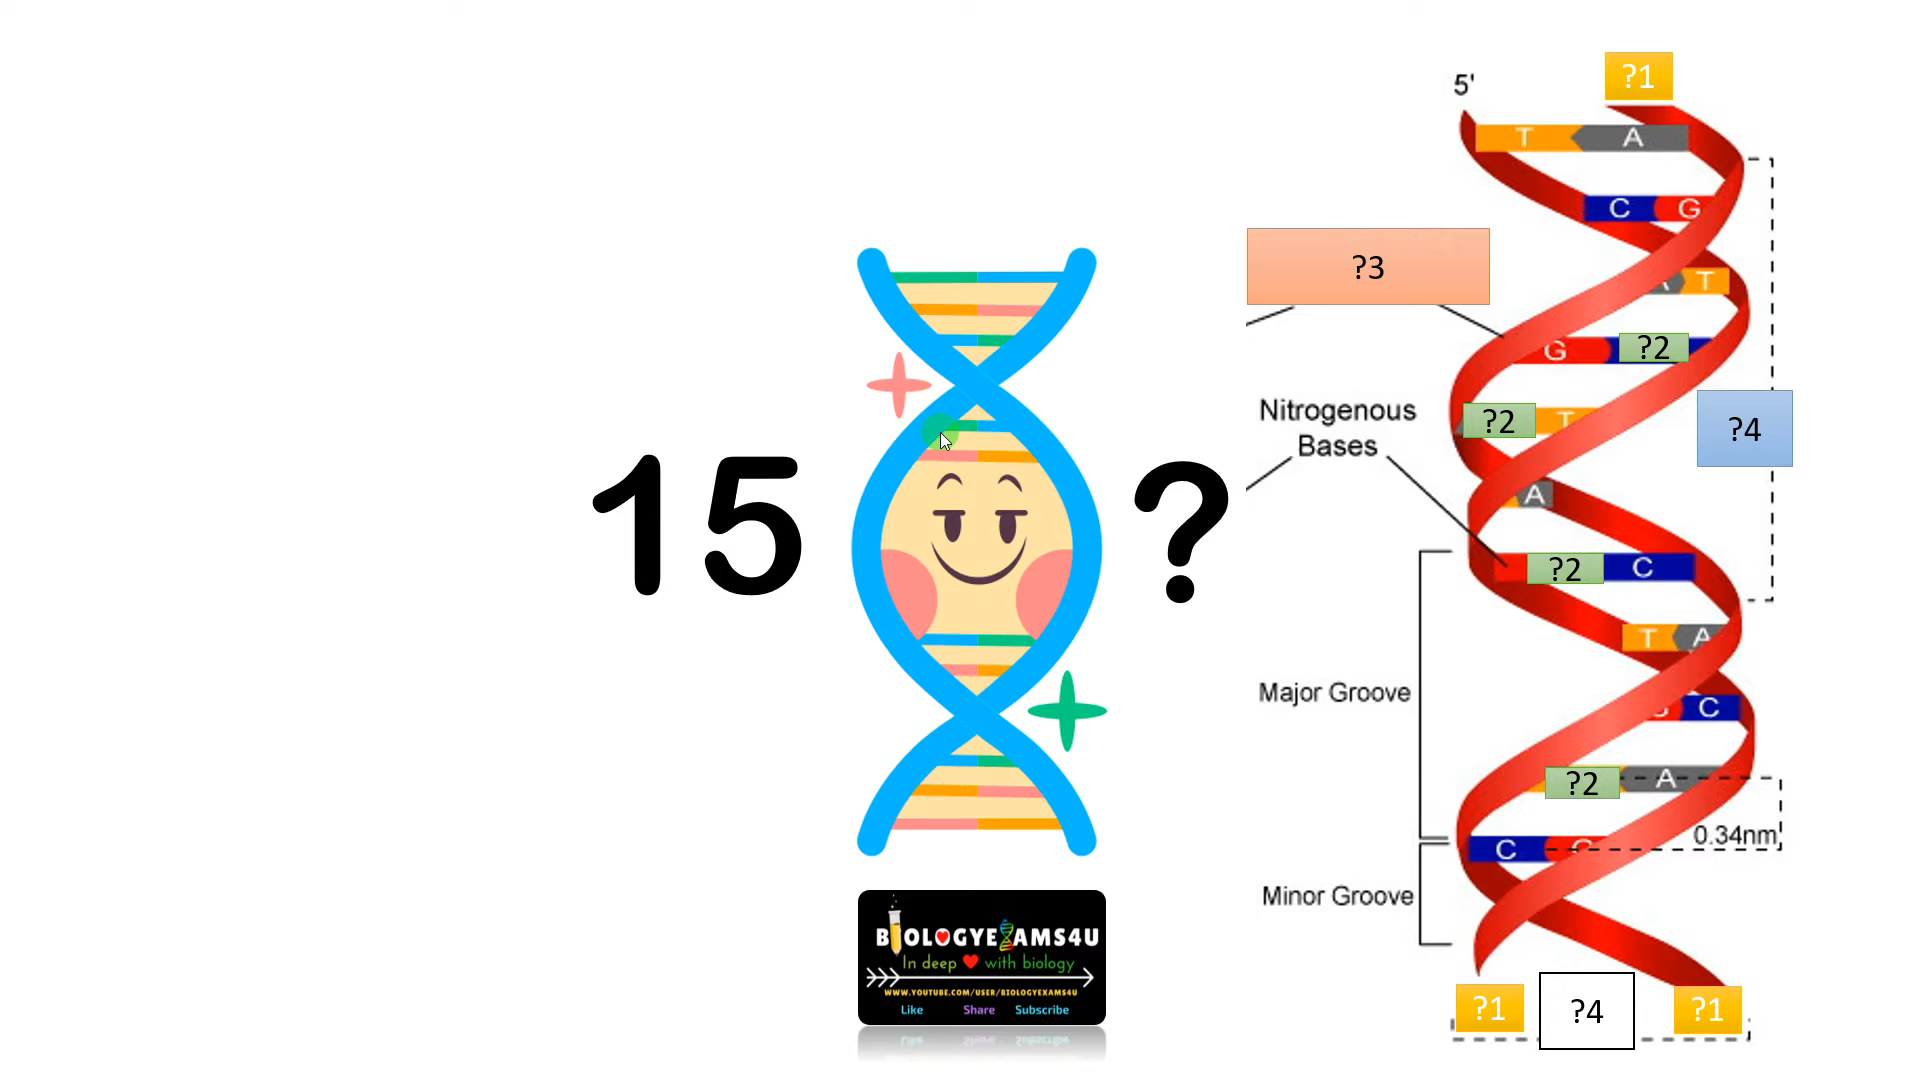 15
?
BIOLOGYEXAMS4U
In deep with biology
WWW.YOUTUBE.COM/USER/BIOLOGYEXAMS4U
Like Share Subscribe
5'
?1
T A
C G
?3
A T
G ?2
Nitrogenous
Bases
?2 T
?4
A
?2 C
T A
Major Groove
G C
?2 A
0.34nm
C G
Minor Groove
?1 ?4 ?1